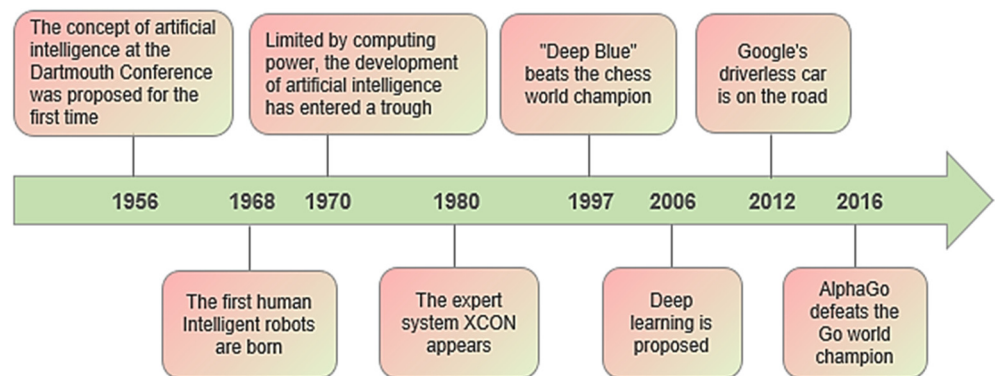 The concept of artificial
intelligence at the
Dartmouth Conference
was proposed for the
first time
Limited by computing
power, the development
of artificial intelligence
has entered a trough
"Deep Blue"
beats the chess
world champion
Google's
driverless car
is on the road
1956 1968 1970 1980 1997 2006 2012 2016
The first human
Intelligent robots
are born
The expert
system XCON
appears
Deep
learning is
proposed
AlphaGo
defeats the
Go world
champion